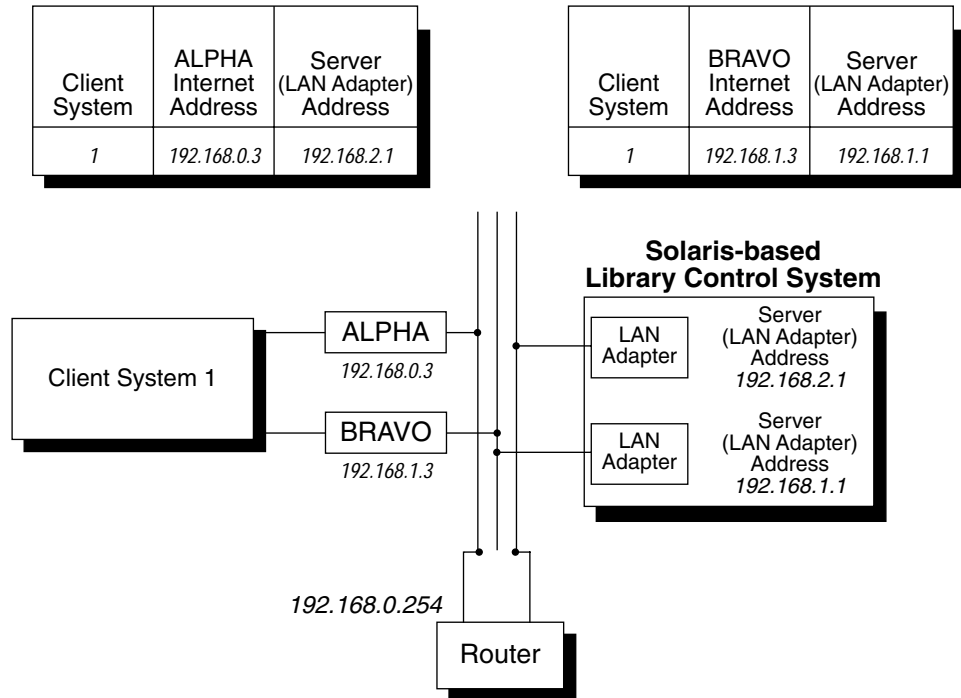 Client
System
ALPHA
Internet
Address
Server
(LAN Adapter)
Address
1
192.168.0.3
192.168.2.1
Client
System
BRAVO
Internet
Address
Server
(LAN Adapter)
Address
1
192.168.1.3
192.168.1.1
Solaris-based
Library Control System
Client System 1
ALPHA
192.168.0.3
BRAVO
192.168.1.3
LAN
Adapter
Server
(LAN Adapter)
Address
192.168.2.1
LAN
Adapter
Server
(LAN Adapter)
Address
192.168.1.1
192.168.0.254
Router